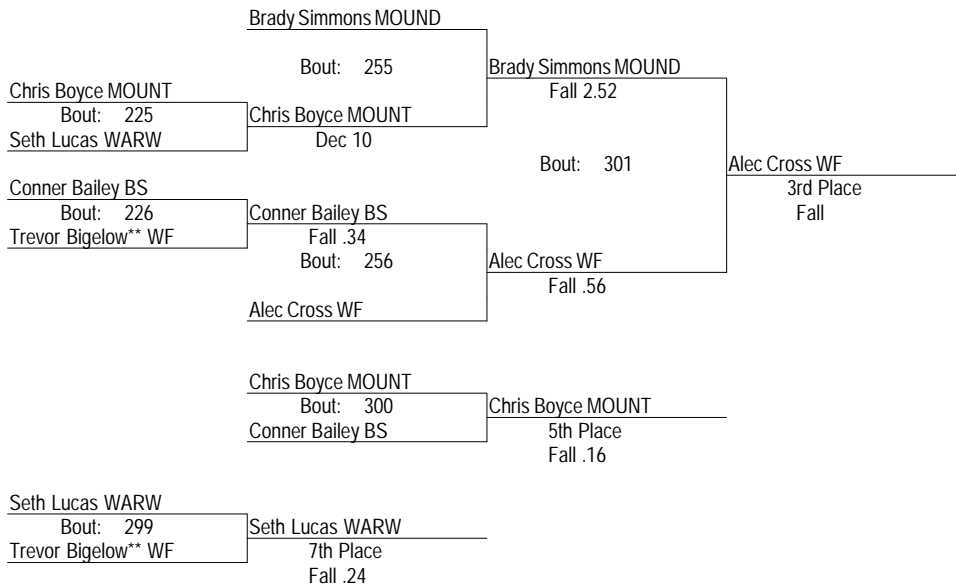 Brady Simmons MOUND
Bout: 255
Brady Simmons MOUND
Fall 2.52
Chris Boyce MOUNT
Bout: 225
Seth Lucas WARW
Chris Boyce MOUNT
Dec 10
Bout: 301
Alec Cross WF
3rd Place
Fall
Conner Bailey BS
Bout: 226
Trevor Bigelow** WF
Conner Bailey BS
Fall .34
Bout: 256
Alec Cross WF
Fall .56
Alec Cross WF
Chris Boyce MOUNT
Bout: 300
Conner Bailey BS
Chris Boyce MOUNT
5th Place
Fall .16
Seth Lucas WARW
Bout: 299
Trevor Bigelow** WF
Seth Lucas WARW
7th Place
Fall .24